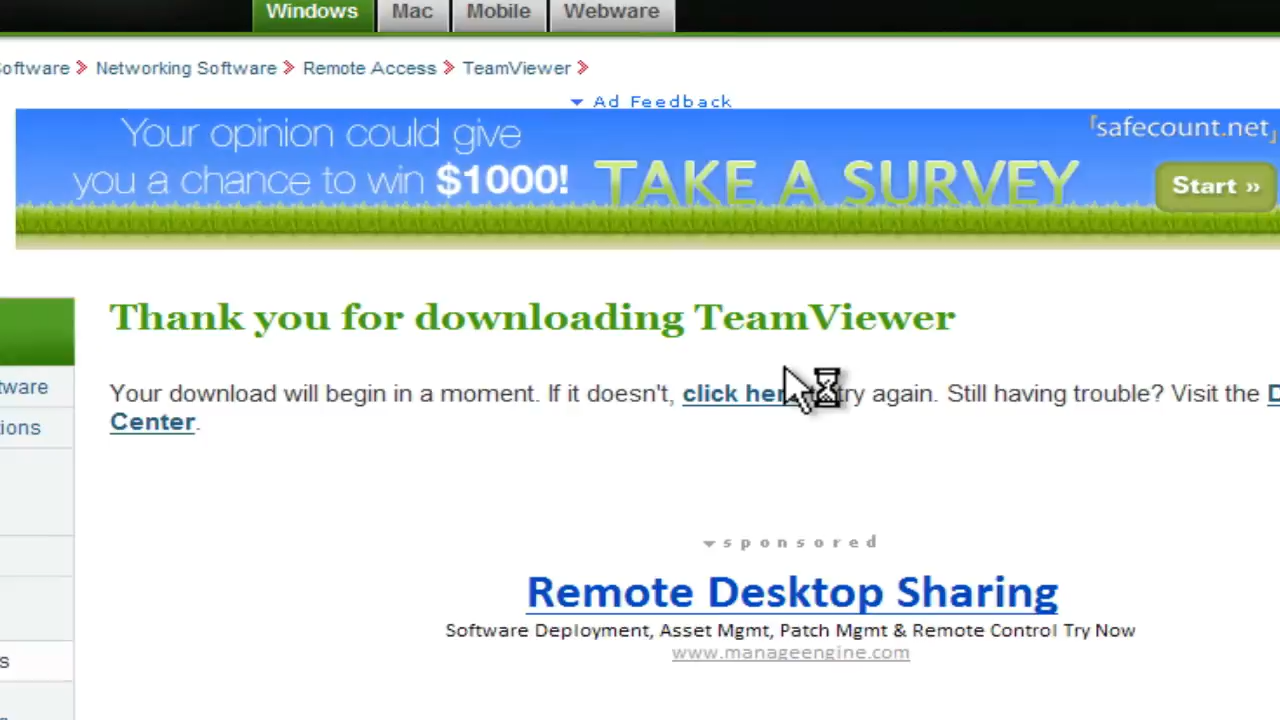 Windows Mac Mobile Webware
Software > Networking Software > Remote Access > TeamViewer >
Ad Feedback
Your opinion could give
you a chance to win $1000!
TAKE A SURVEY
safecount.net
Start »
Thank you for downloading TeamViewer
tware
Your download will begin in a moment. If it doesn't, click her try again. Still having trouble? Visit the D
ions
Center.
sponsored
Remote Desktop Sharing
Software Deployment, Asset Mgmt, Patch Mgmt & Remote Control Try Now
www.manageengine.com
s